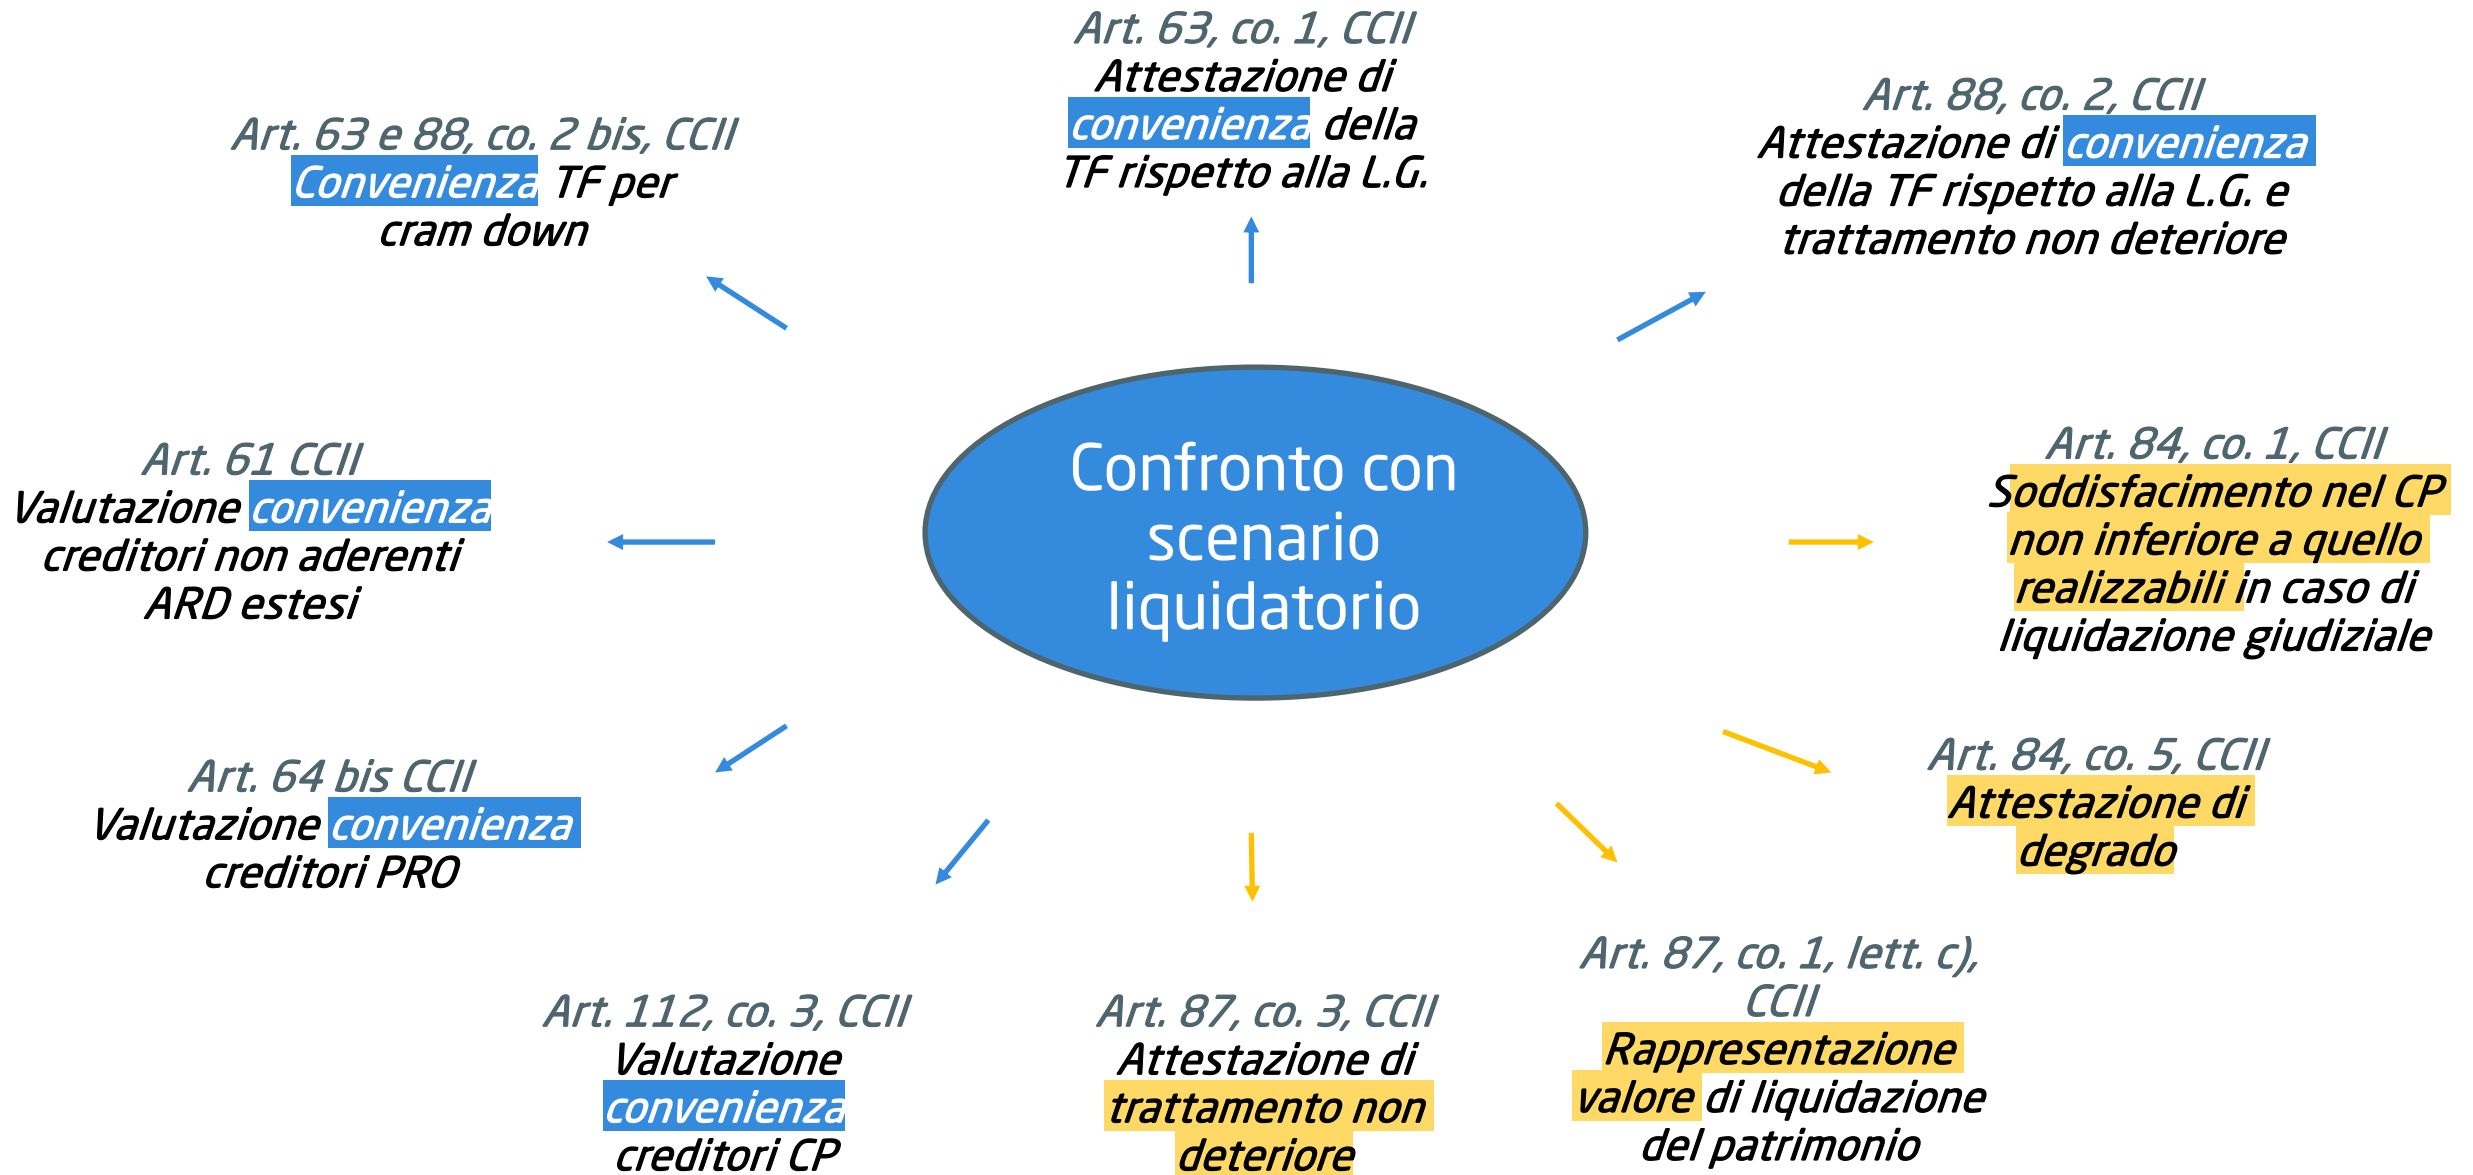 Art. 63, co. 1, CCII
Attestazione di
convenienza della
TF rispetto alla L.G.
Art. 88, co. 2, CCII
Attestazione di convenienza
della TF rispetto alla L.G. e
trattamento non deteriore
Art. 63 e 88, co. 2 bis, CCII
Convenienza TF per
cram down
Art. 61 CCII
Valutazione convenienza
creditori non aderenti
ARD estesi
Confronto con
scenario
liquidatorio
Art. 84, co. 1, CCII
Soddisfacimento nel CP
non inferiore a quello
realizzabili in caso di
liquidazione giudiziale
Art. 64 bis CCII
Valutazione convenienza
creditori PRO
Art. 84, co. 5, CCII
Attestazione di
degrado
Art. 112, co. 3, CCII
Valutazione
convenienza
creditori CP
Art. 87, co. 3, CCII
Attestazione di
trattamento non
deteriore
Art. 87, co. 1, lett. c),
CCII
Rappresentazione
valore di liquidazione
del patrimonio